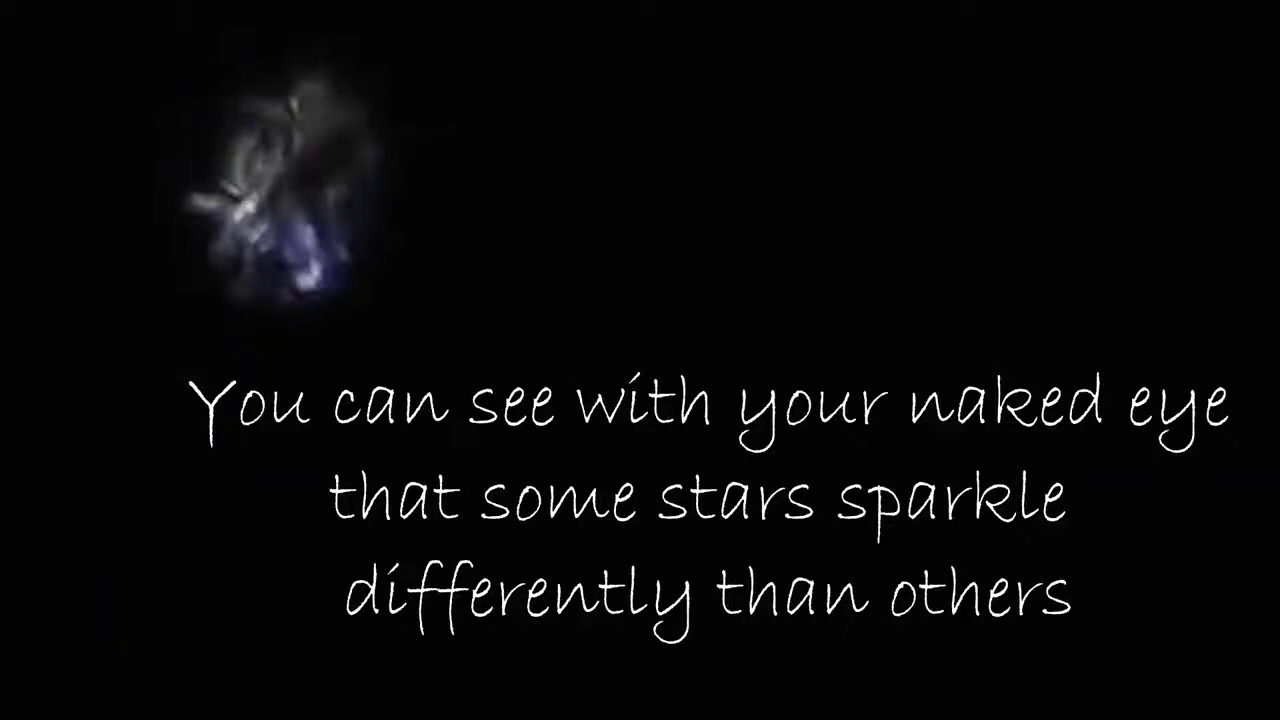 You can see with your naked eye
that some stars sparkle
differently than others